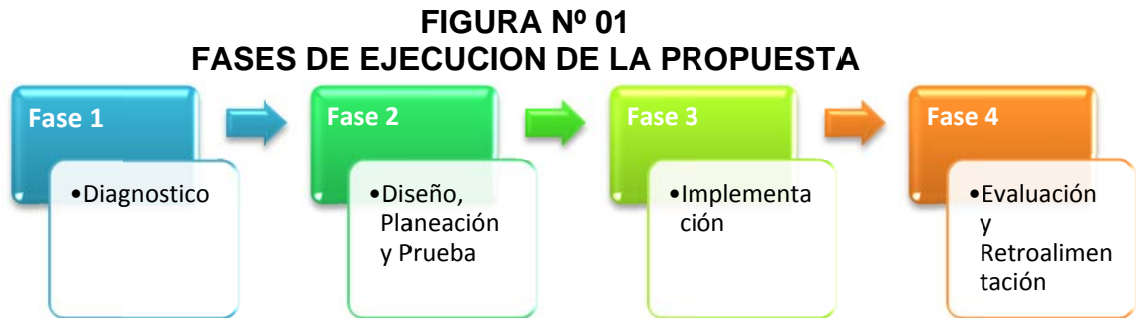 FIGURA Nº 01
FASES DE EJECUCION DE LA PROPUESTA
Fase 1
•Diagnostico
Fase 2
•Diseño,
Planeación
y Prueba
Fase 3
•Implementa
ción
Fase 4
•Evaluación
y
Retroalimen
tación